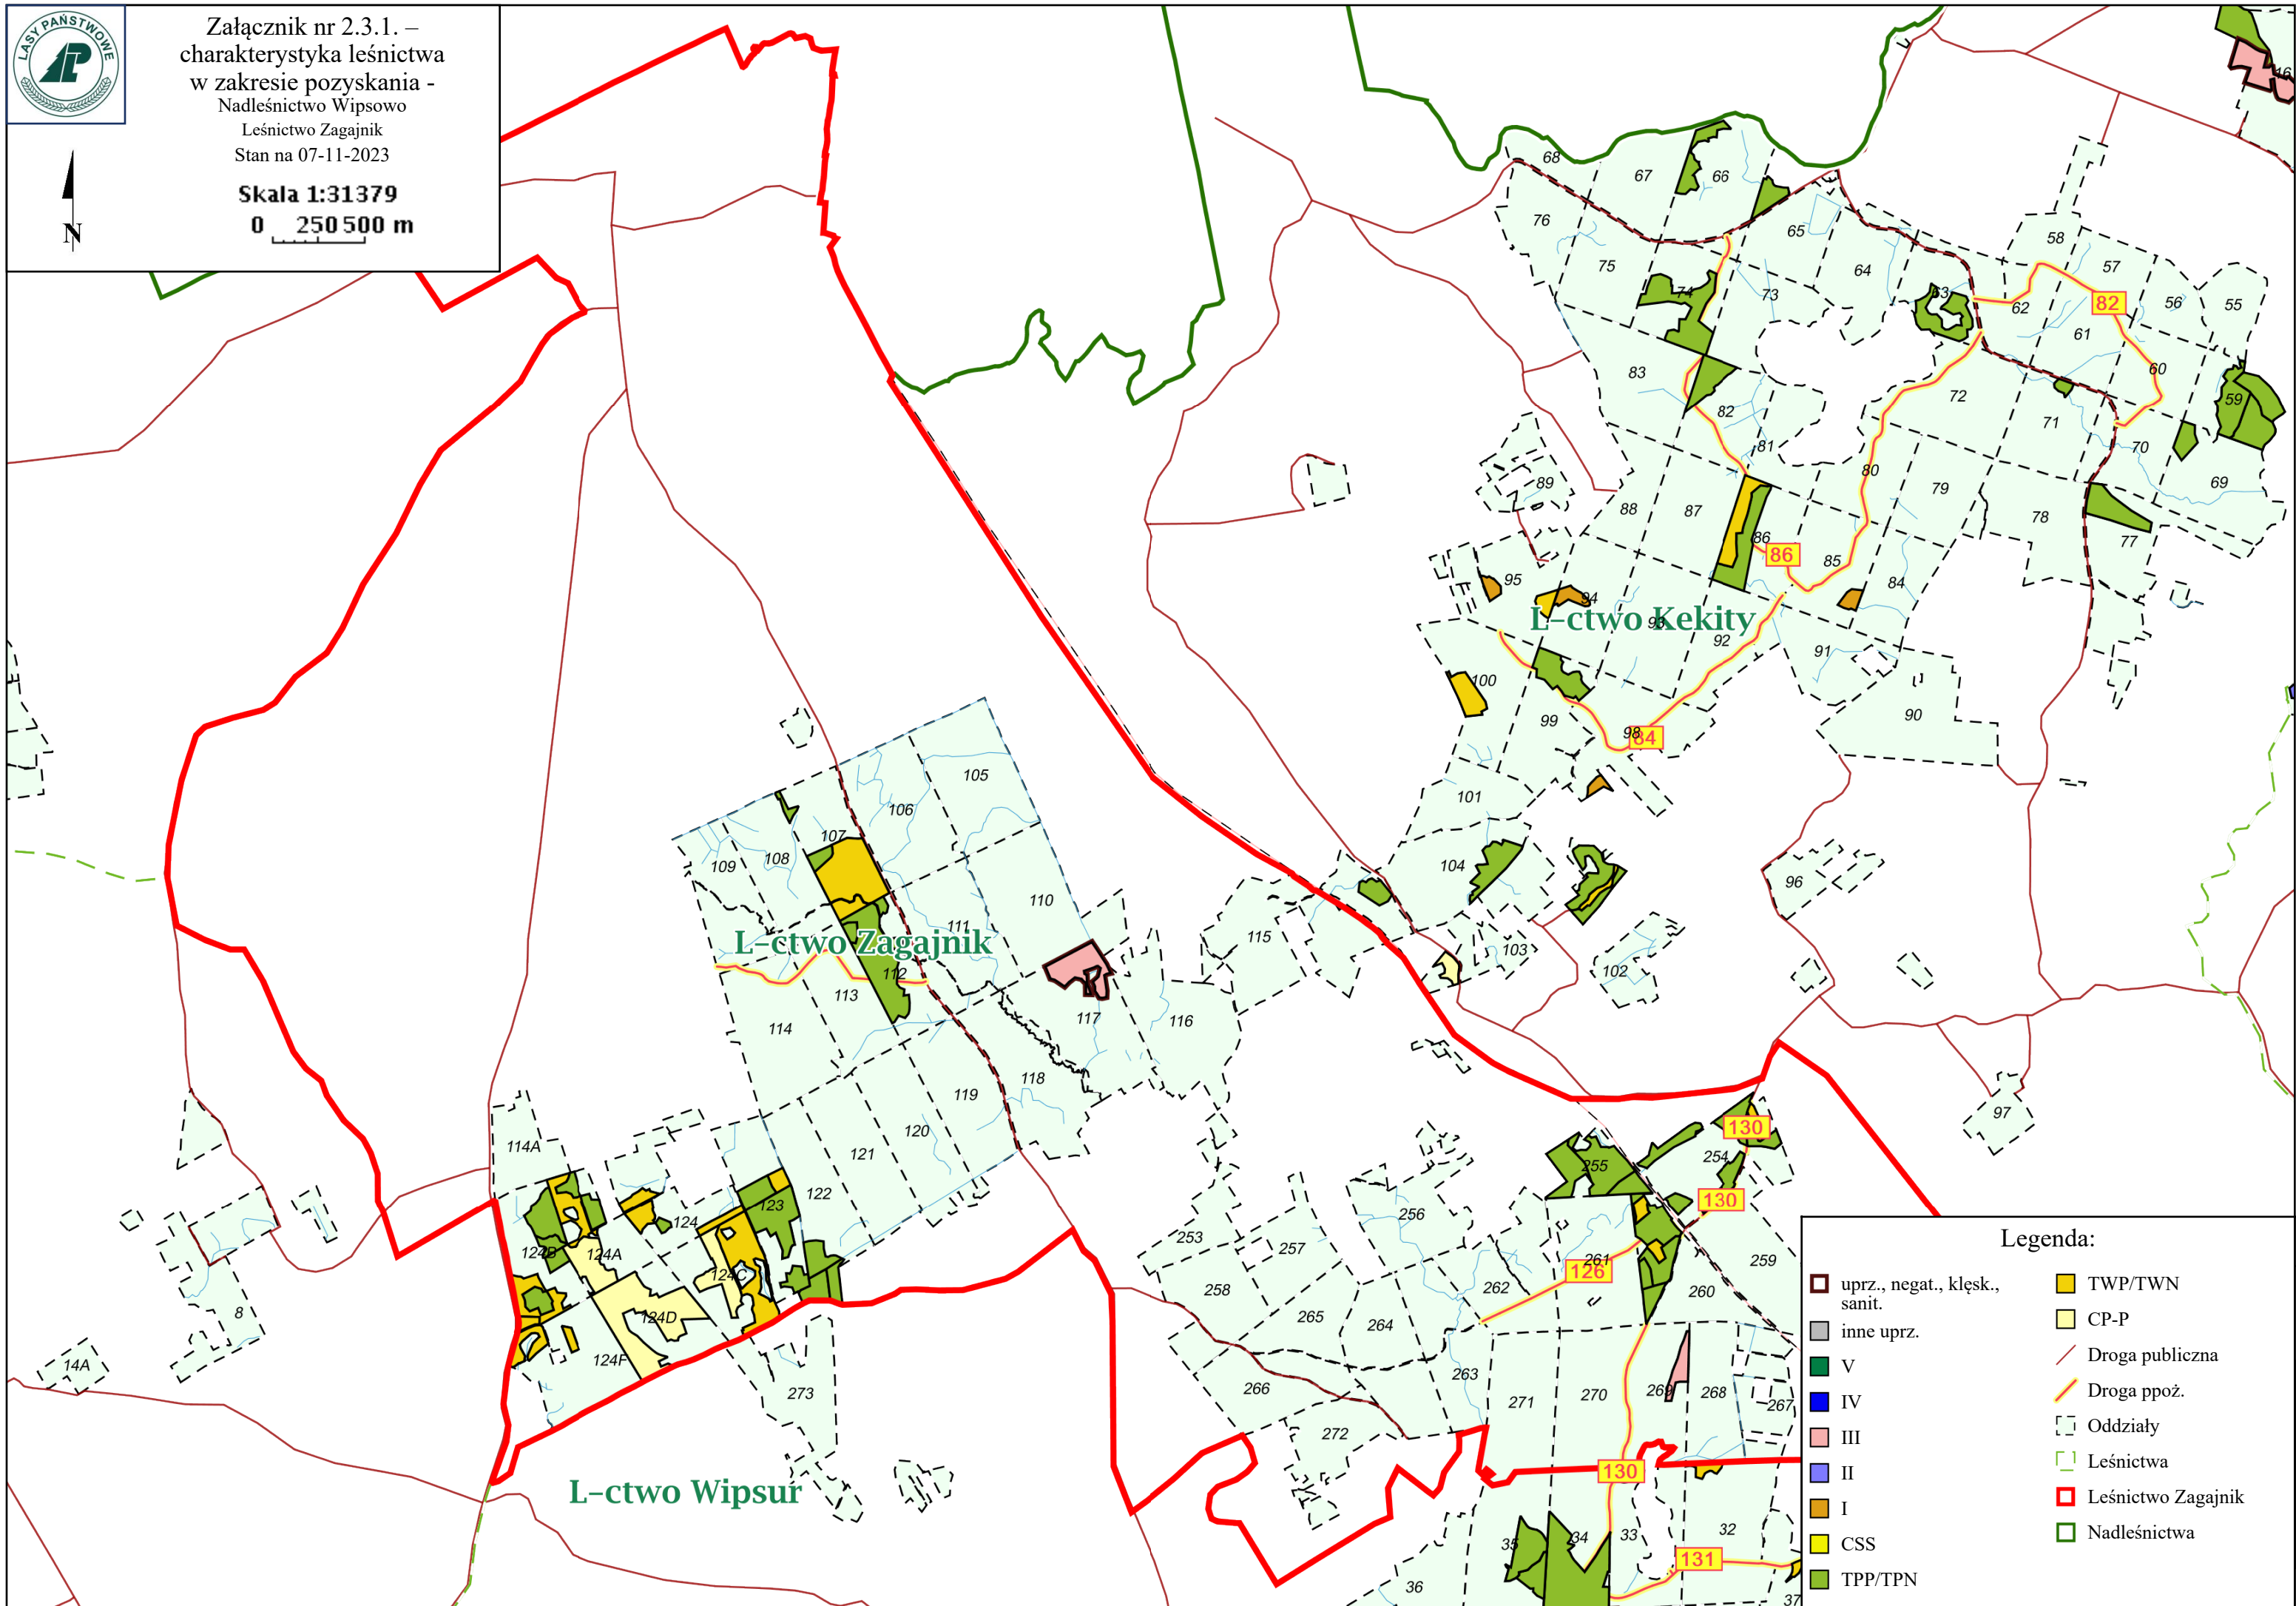 LASY PAŃSTWOWE
Załącznik nr 2.3.1. –
charakterystyka leśnictwa
w zakresie pozyskania -
Nadleśnictwo Wipsowo
Leśnictwo Zagajnik
Stan na 07-11-2023
Skala 1:31379
0 250 500 m
N
68
67
66
76
65
75
64
58
57
74
73
63
62
82
56
55
61
83
60
82
72
59
71
81
70
89
80
79
69
88
87
78
86
86
77
95
85
84
94
L-ctwo Kekity
93
92
91
100
99
98
84
90
105
101
106
107
108
109
104
96
110
111
115
L-ctwo Zagajnik
103
102
112
113
114
117
116
118
119
97
120
130
114A
121
254
255
122
130
123
124
256
253
257
124B
124A
261
259
124C
126
258
262
260
8
265
264
124D
124F
14A
263
266
269
268
273
271
270
267
272
130
L-ctwo Wipsur
32
35
34
33
131
36
37
Legenda:
uprz., negat., klęsk.,
sanit.
inne uprz.
V
IV
III
II
I
CSS
TPP/TPN
TWP/TWN
CP-P
Droga publiczna
Droga ppoż.
Oddziały
Leśnictwa
Leśnictwo Zagajnik
Nadleśnictwa